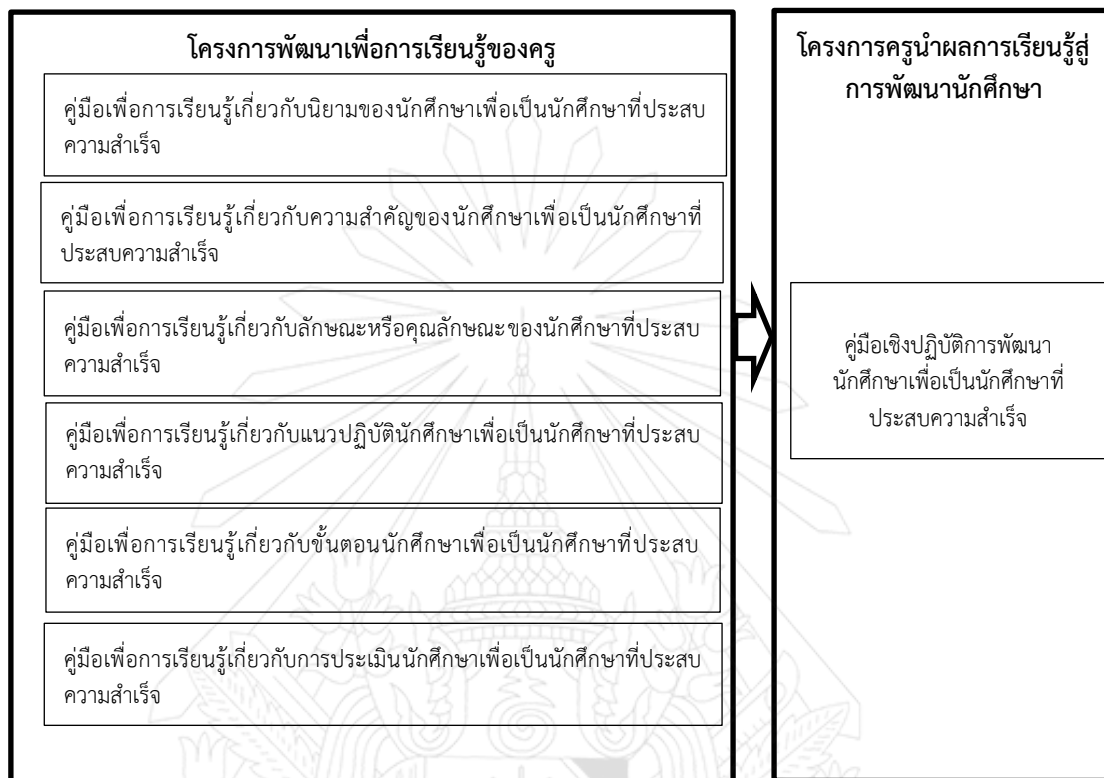 โครงการพัฒนาเพื่อการเรียนรู้ของครู
คู่มือเพื่อการเรียนรู้เกี่ยวกับนิยามของนักศึกษาเพื่อเป็นนักศึกษาที่ประสบ
ความสำเร็จ
คู่มือเพื่อการเรียนรู้เกี่ยวกับความสำคัญของนักศึกษาเพื่อเป็นนักศึกษาที่
ประสบความสำเร็จ
คู่มือเพื่อการเรียนรู้เกี่ยวกับลักษณะหรือคุณลักษณะของนักศึกษาที่ประสบ
ความสำเร็จ
คู่มือเพื่อการเรียนรู้เกี่ยวกับแนวปฏิบัตินักศึกษาเพื่อเป็นนักศึกษาที่ประสบ
ความสำเร็จ
คู่มือเพื่อการเรียนรู้เกี่ยวกับขั้นตอนนักศึกษาเพื่อเป็นนักศึกษาที่ประสบ
ความสำเร็จ
คู่มือเพื่อการเรียนรู้เกี่ยวกับการประเมินนักศึกษาเพื่อเป็นนักศึกษาที่ประสบ
ความสำเร็จ
โครงการครูนำผลการเรียนรู้สู่
การพัฒนานักศึกษา
คู่มือเชิงปฏิบัติการพัฒนา
นักศึกษาเพื่อเป็นนักศึกษาที่
ประสบความสำเร็จ